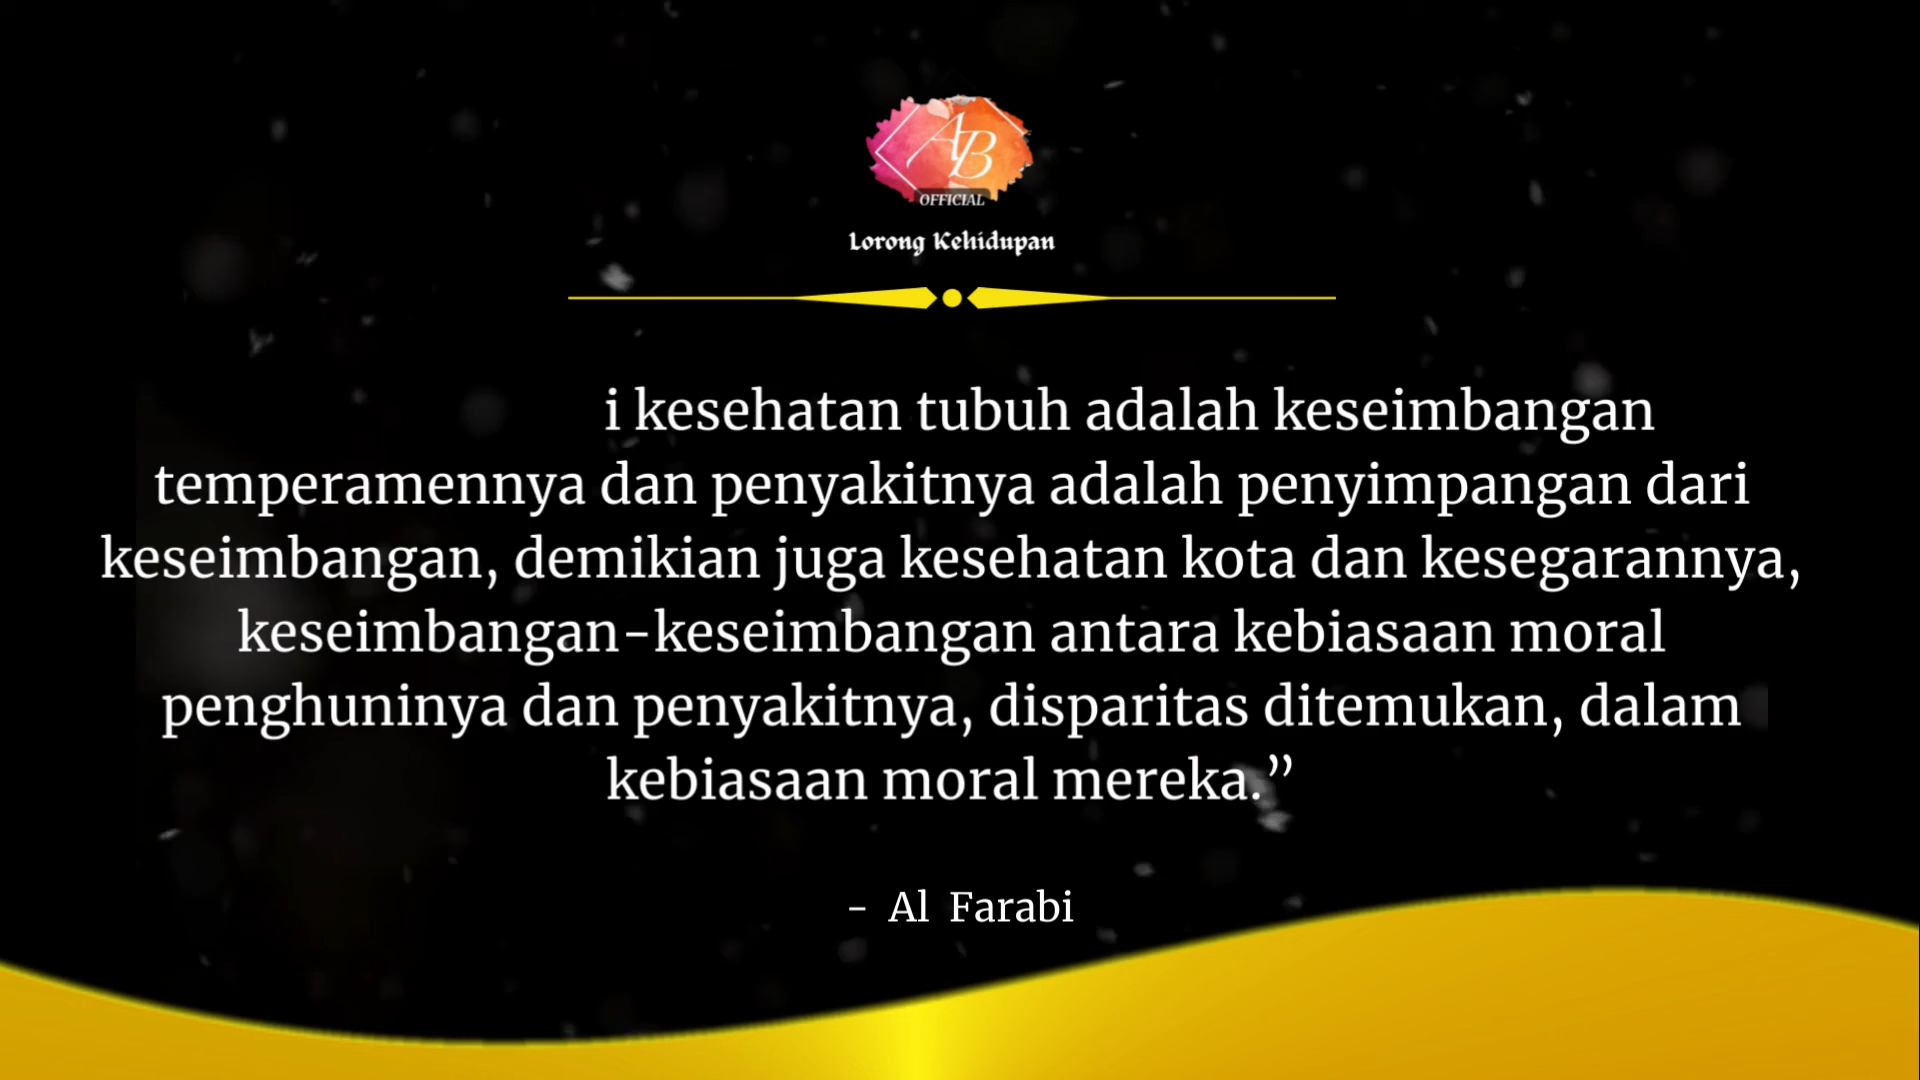 AB
OFFICIAL
Lorong Kehidupan
i kesehatan tubuh adalah keseimbangan
temperamennya dan penyakitnya adalah penyimpangan dari
keseimbangan, demikian juga kesehatan kota dan kesegarannya,
keseimbangan-keseimbangan antara kebiasaan moral
penghuninya dan penyakitnya, disparitas ditemukan, dalam
kebiasaan moral mereka.”
- Al Farabi